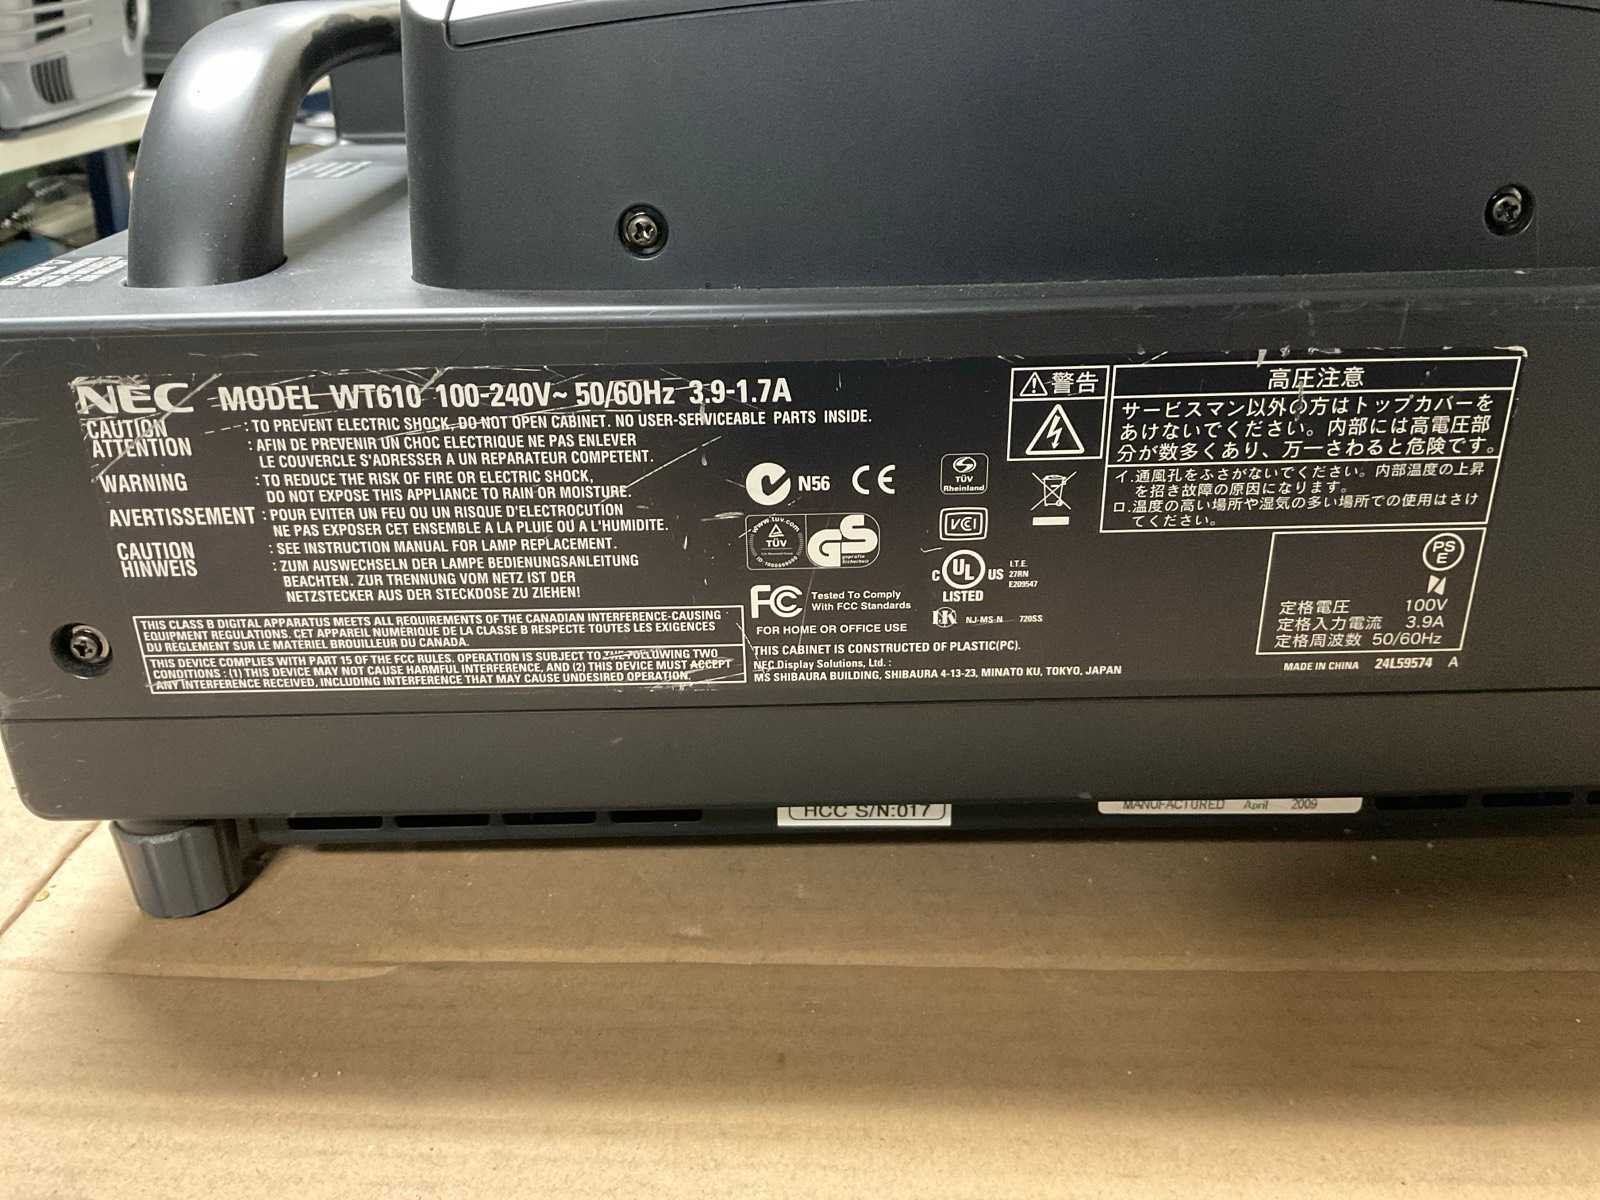 NEC MODEL WT610 100-240V~ 50/60Hz 3.9-1.7A
CAUTION : TO PREVENT ELECTRIC SHOCK, DO NOT OPEN CABINET. NO USER-SERVICEABLE PARTS INSIDE.
ATTENTION : AFIN DE PREVENIR UN CHOC ELECTRIQUE NE PAS ENLEVER
LE COUVERCLE S'ADRESSER A UN REPARATEUR COMPETENT.
WARNING : TO REDUCE THE RISK OF FIRE OR ELECTRIC SHOCK,
DO NOT EXPOSE THIS APPLIANCE TO RAIN OR MOISTURE.
AVERTISSEMENT : POUR EVITER UN FEU OU UN RISQUE D'ELECTROCUTION
NE PAS EXPOSER CET ENSEMBLE A LA PLUIE OU A L'HUMIDITE.
CAUTION : SEE INSTRUCTION MANUAL FOR LAMP REPLACEMENT.
HINWEIS : ZUM AUSWECHSELN DER LAMPE BEDIENUNGSANLEITUNG
BEACHTEN. ZUR TRENNUNG VOM NETZ IST DER
NETZSTECKER AUS DER STECKDOSE ZU ZIEHEN!
THIS CLASS B DIGITAL APPARATUS MEETS ALL REQUIREMENTS OF THE CANADIAN INTERFERENCE-CAUSING
EQUIPMENT REGULATIONS. CET APPAREIL NUMÉRIQUE DE LA CLASSE B RESPECTE TOUTES LES EXIGENCES
DU REGLEMENT SUR LE MATÉRIEL BROUILLEUR DU CANADA.
THIS DEVICE COMPLIES WITH PART 15 OF THE FCC RULES. OPERATION IS SUBJECT TO THE FOLLOWING TWO
CONDITIONS : (1) THIS DEVICE MAY NOT CAUSE HARMFUL INTERFERENCE, AND (2) THIS DEVICE MUST ACCEPT
ANY INTERFERENCE RECEIVED, INCLUDING INTERFERENCE THAT MAY CAUSE UNDESIRED OPERATION.
N56 CE
www.tuv.com
TÜV
GS
geprüfte
Sicherheit
FC Tested To Comply
With FCC Standards
FOR HOME OR OFFICE USE
TÜV
Rheinland
VCI
C UL US
LISTED
I.T.E.
27RN
E209547
NJ-MS-N 720SS
THIS CABINET IS CONSTRUCTED OF PLASTIC(PC).
NEC Display Solutions, Ltd. :
MS SHIBAURA BUILDING, SHIBAURA 4-13-23, MINATO KU, TOKYO, JAPAN
警告
高圧注意
サービスマン以外の方はトップカバーを
あけないでください。内部には高電圧部
分が数多くあり、万一さわると危険です。
イ.通風孔をふさがないでください。内部温度の上昇
を招き故障の原因になります。
ロ.温度の高い場所や湿気の多い場所での使用はさけ
てください。
PS
E
定格電圧 100V
定格入力電流 3.9A
定格周波数 50/60Hz
MADE IN CHINA 24L59574 A
HCC S/N:017
MANUFACTURED April 2009